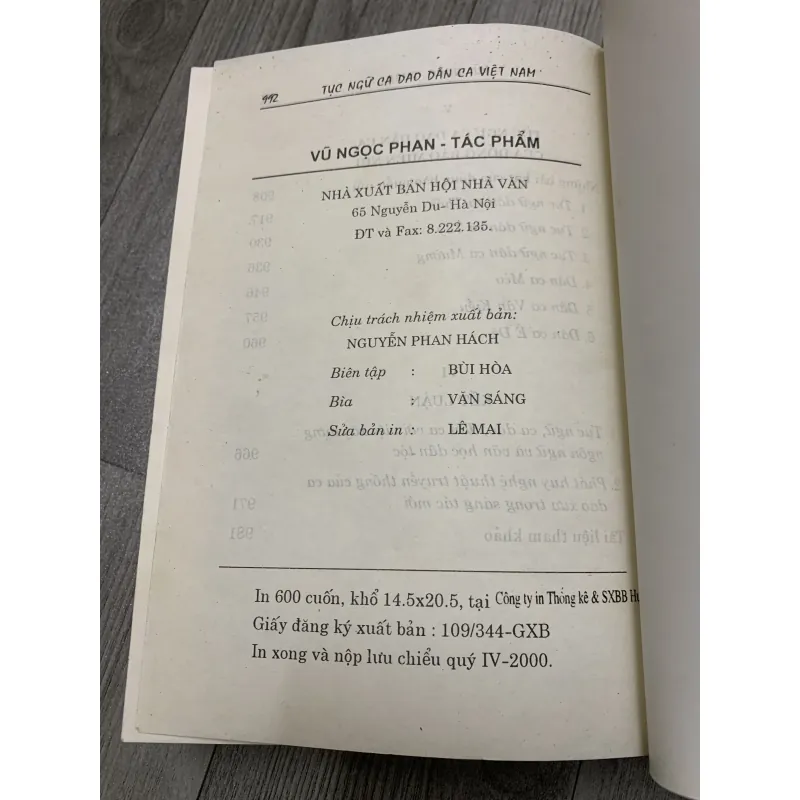 992 TỤC NGỮ CA DAO DÂN CA VIỆT NAM
VŨ NGỌC PHAN - TÁC PHẨM
NHÀ XUẤT BẢN HỘI NHÀ VĂN
65 Nguyễn Du- Hà Nội
ĐT và Fax: 8.222.135.
Chịu trách nhiệm xuất bản:
NGUYỄN PHAN HÁCH
Biên tập : BÙI HÒA
Bìa : VĂN SÁNG
Sửa bản in : LÊ MAI
In 600 cuốn, khổ 14.5x20.5, tại Công ty in Thống kê & SXBB
Giấy đăng ký xuất bản : 109/344-GXB
In xong và nộp lưu chiểu quý IV-2000.